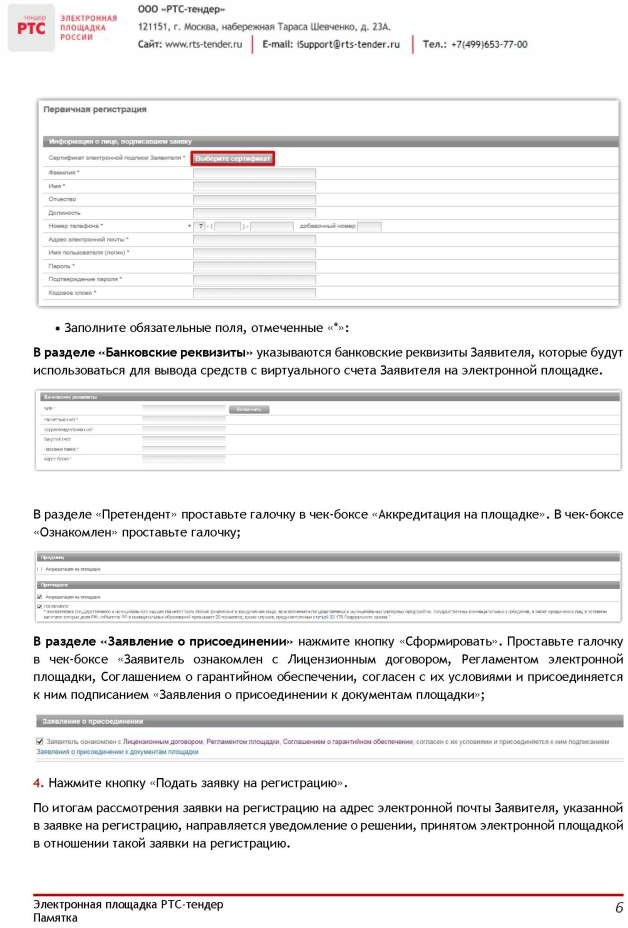 ООО «РТС-тендер»
тендер
РТС
ЭЛЕКТРОННАЯ
ПЛОЩАДКА
РОССИИ
121151, г. Москва, набережная Тараса Шевченко, д. 23А.
Сайт: www.rts-tender.ru | E-mail: iSupport@rts-tender.ru | Тел.: +7(499)653-77-00
Первичная регистрация
Информация о лице, подписавшем заявку
Сертификат электронной подписи Заявителя * Выберите сертификат
Фамилия *
Имя *
Отчество
Должность
Номер телефона * + 7 - ( ) - добавочный номер
Адрес электронной почты *
Имя пользователя (логин) *
Пароль *
Подтверждение пароля *
Кодовое слово *
• Заполните обязательные поля, отмеченные «*»:
В разделе «Банковские реквизиты» указываются банковские реквизиты Заявителя, которые будут
использоваться для вывода средств с виртуального счета Заявителя на электронной площадке.
Банковские реквизиты
В разделе «Претендент» проставьте галочку в чек-боксе «Аккредитация на площадке». В чек-боксе
«Ознакомлен» проставьте галочку;
Продавец
Аккредитация на площадке
Претендент
Аккредитация на площадке
В разделе «Заявление о присоединении» нажмите кнопку «Сформировать». Проставьте галочку
в чек-боксе «Заявитель ознакомлен с Лицензионным договором, Регламентом электронной
площадки, Соглашением о гарантийном обеспечении, согласен с их условиями и присоединяется
к ним подписанием «Заявления о присоединении к документам площадки»;
Заявление о присоединении
Заявитель ознакомлен с Лицензионным договором, Регламентом площадки, Соглашением о гарантийном обеспечении, согласен с их условиями и присоединяется к ним подписанием
Заявления о присоединении к документам площадки
4. Нажмите кнопку «Подать заявку на регистрацию».
По итогам рассмотрения заявки на регистрацию на адрес электронной почты Заявителя, указанной
в заявке на регистрацию, направляется уведомление о решении, принятом электронной площадкой
в отношении такой заявки на регистрацию.
Электронная площадка РТС-тендер
Памятка
6